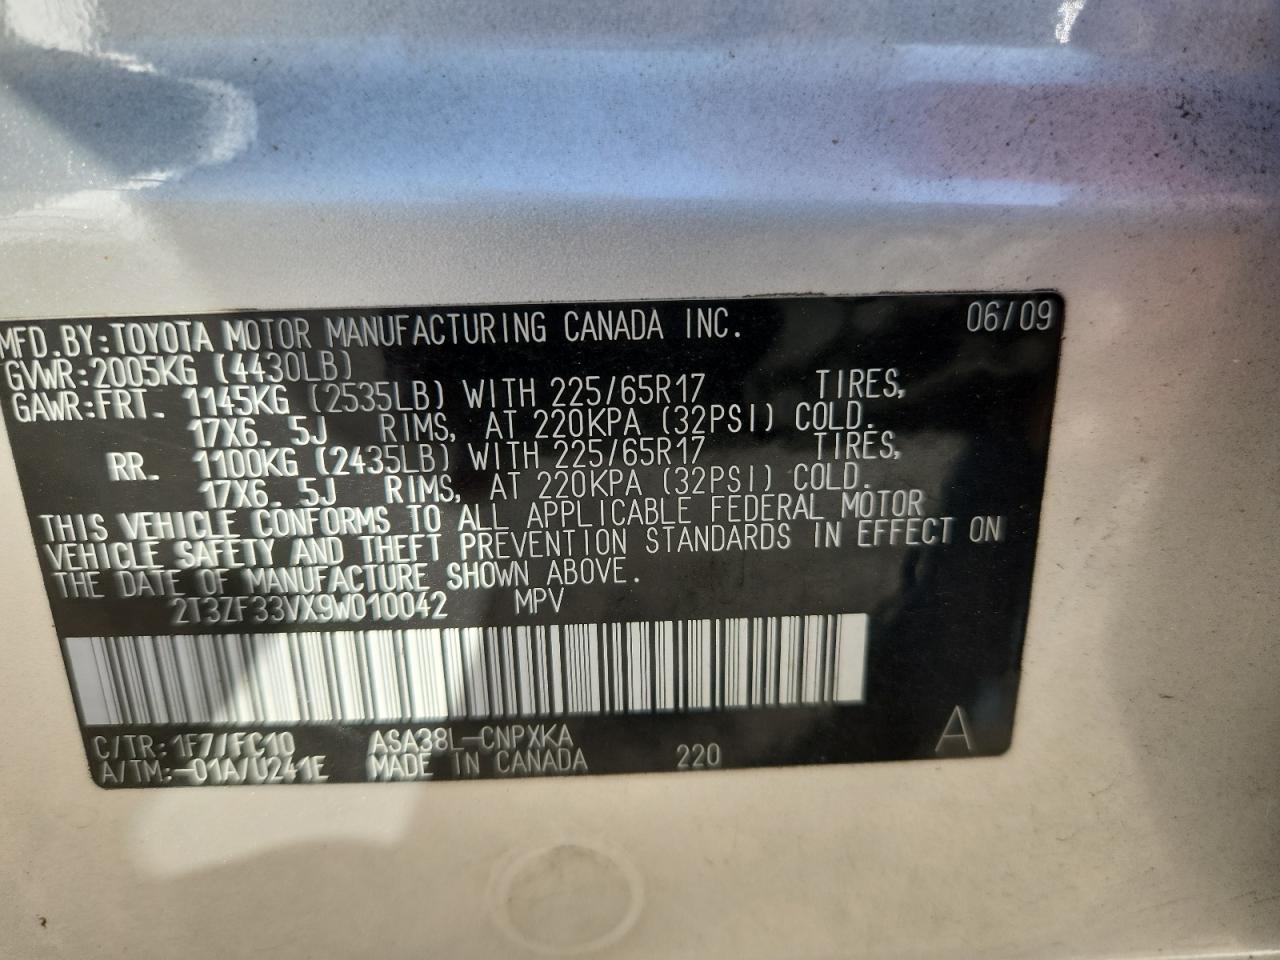 MFD.BY:TOYOTA MOTOR MANUFACTURING CANADA INC. 06/09
GVWR:2005KG (4430LB)
GAWR:FRT. 1145KG (2535LB) WITH 225/65R17 TIRES,
17X6. 5J RIMS, AT 220KPA (32PSI) COLD.
RR. 1100KG (2435LB) WITH 225/65R17 TIRES,
17X6. 5J RIMS, AT 220KPA (32PSI) COLD.
THIS VEHICLE CONFORMS TO ALL APPLICABLE FEDERAL MOTOR
VEHICLE SAFETY AND THEFT PREVENTION STANDARDS IN EFFECT ON
THE DATE OF MANUFACTURE SHOWN ABOVE.
2T3ZF33VX9W010042 MPV
C/TR:1F7/FC10 ASA38L-CNPXKA
A/TM:-01A/U241E MADE IN CANADA 220 A